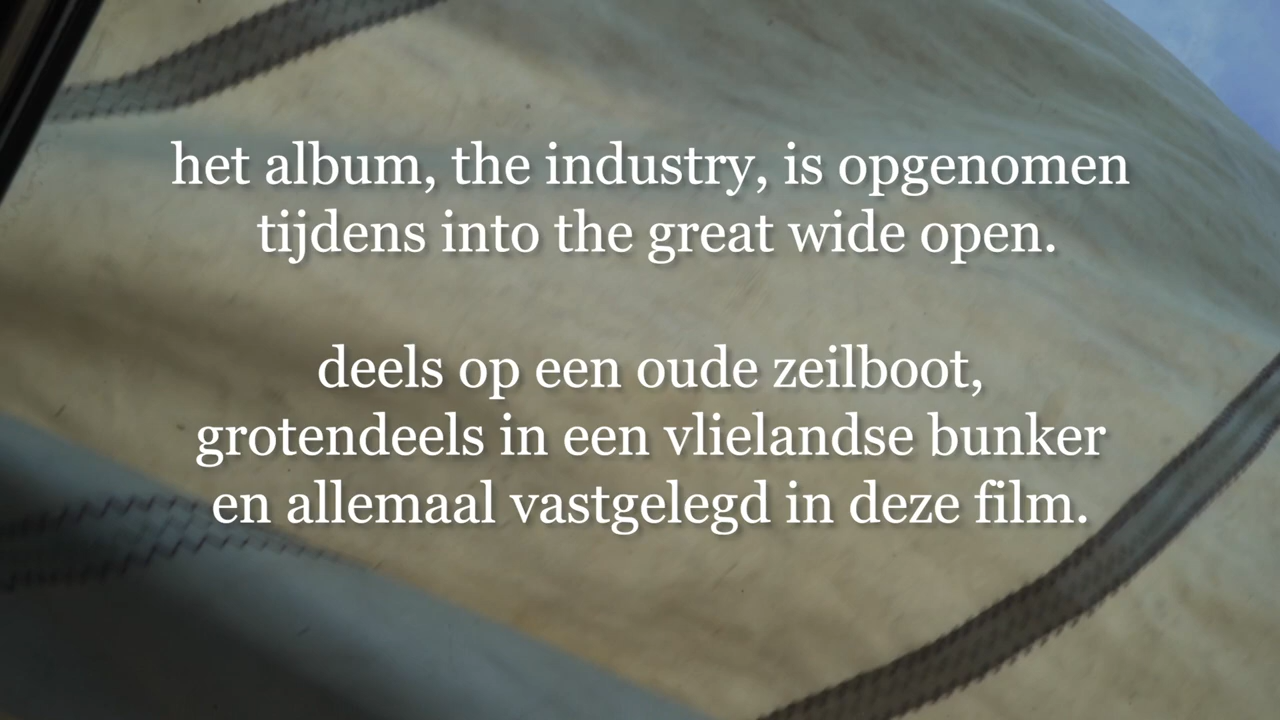 het album, the industry, is opgenomen
tijdens into the great wide open.
deels op een oude zeilboot,
grotendeels in een vlielandse bunker
en allemaal vastgelegd in deze film.